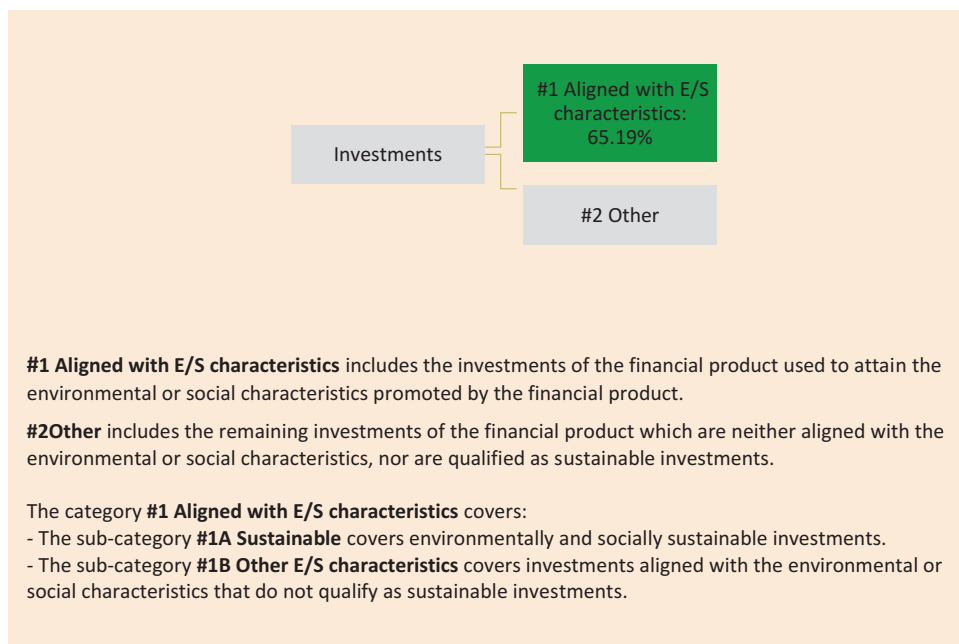 #1 Aligned with E/S
characteristics:
65.19%
Investments
#2 Other
#1 Aligned with E/S characteristics includes the investments of the financial product used to attain the
environmental or social characteristics promoted by the financial product.
#2Other includes the remaining investments of the financial product which are neither aligned with the
environmental or social characteristics, nor are qualified as sustainable investments.
The category #1 Aligned with E/S characteristics covers:
- The sub-category #1A Sustainable covers environmentally and socially sustainable investments.
- The sub-category #1B Other E/S characteristics covers investments aligned with the environmental or
social characteristics that do not qualify as sustainable investments.